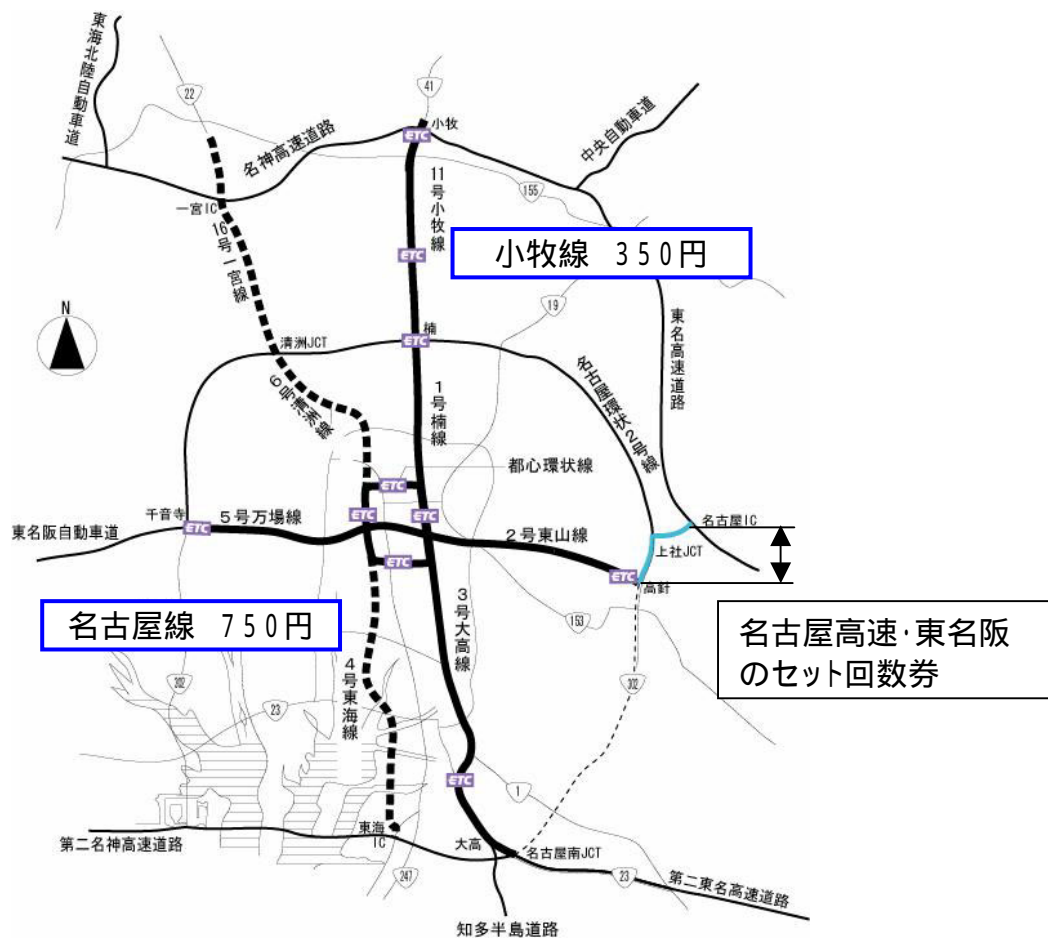 東海北陸自動車道
22
41
ETC
小牧
名神高速道路
中央自動車道
155
一宮IC
11号小牧線
16号一宮線
ETC
小牧線 350円
19
N
東名高速道路
清洲JCT
ETC
楠
名古屋環状2号線
6号清洲線
1号楠線
都心環状線
ETC
千音寺
ETC
5号万場線
ETC
ETC
2号東山線
名古屋IC
東名阪自動車道
上社JCT
ETC
ETC
高針
名古屋線 750円
153
3号大高線
名古屋高速・東名阪
のセット回数券
4号東海線
302
302
23
ETC
1
東海
IC
第二名神高速道路
大高
名古屋南JCT
247
23
第二東名高速道路
知多半島道路